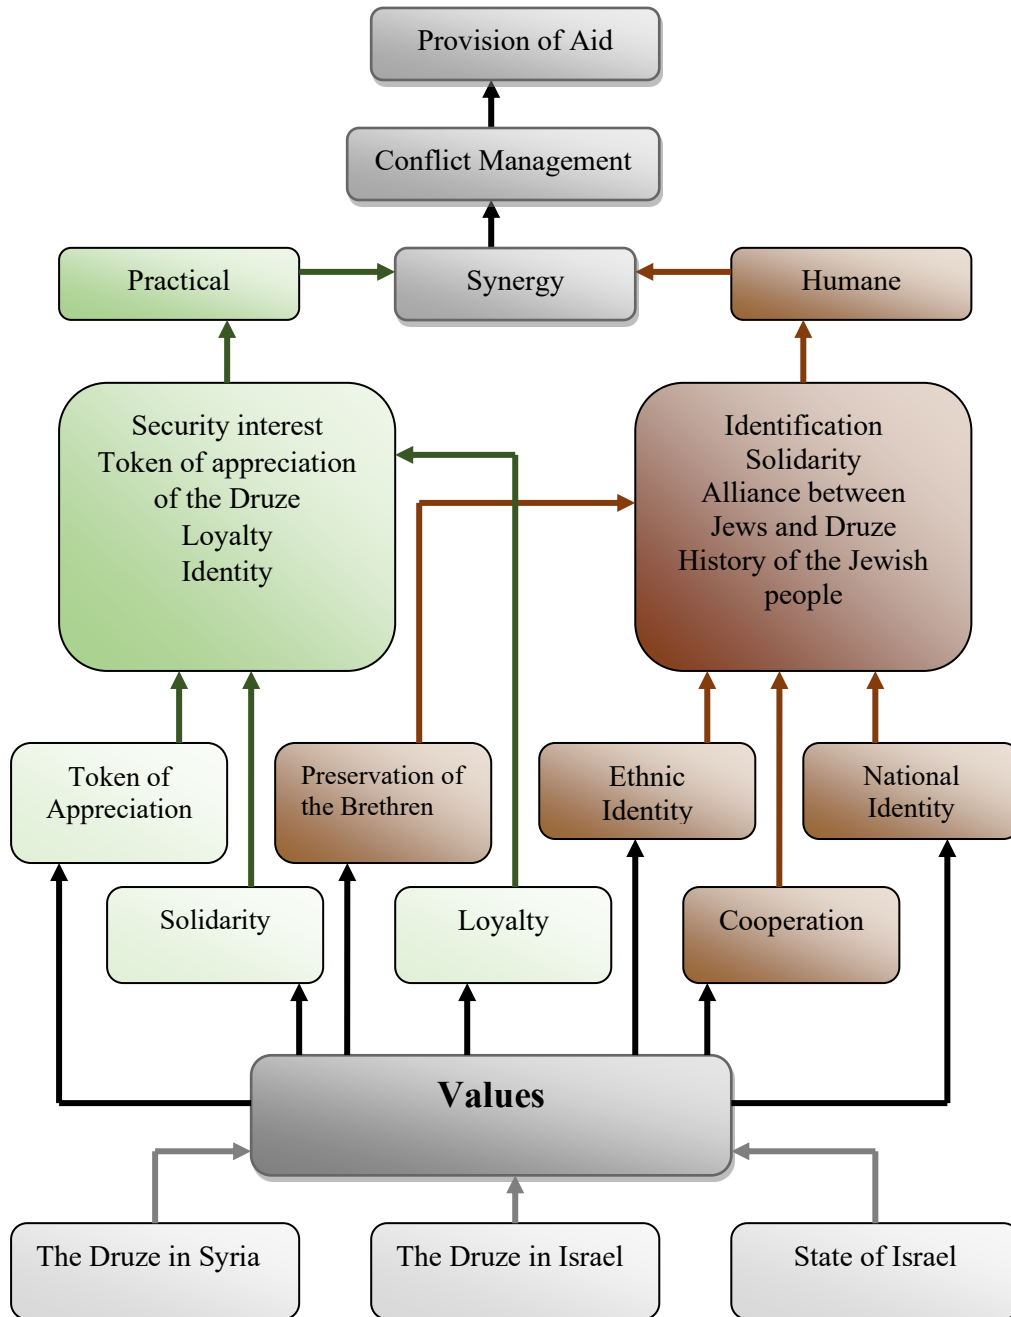 Provision of Aid
Conflict Management
Practical
Synergy
Humane
Security interest
Token of appreciation
of the Druze
Loyalty
Identity
Identification
Solidarity
Alliance between
Jews and Druze
History of the Jewish
people
Token of
Appreciation
Preservation of
the Brethren
Ethnic
Identity
National
Identity
Solidarity
Loyalty
Cooperation
Values
The Druze in Syria
The Druze in Israel
State of Israel